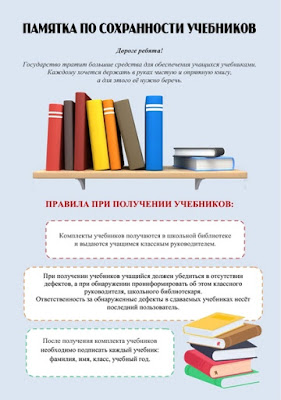 ПАМЯТКА ПО СОХРАННОСТИ УЧЕБНИКОВ
Дорогие ребята!
Государство тратит большие средства для обеспечения учащихся учебниками.
Каждому хочется держать в руках чистую и опрятную книгу,
а для этого её нужно беречь.
ПРАВИЛА ПРИ ПОЛУЧЕНИИ УЧЕБНИКОВ:
Комплекты учебников получаются в школьной библиотеке
и выдаются учащимся классным руководителем.
При получении учебников учащийся должен убедиться в отсутствии
дефектов, а при обнаружении проинформировать об этом классного
руководителя, школьного библиотекаря.
Ответственность за обнаруженные дефекты в сдаваемых учебниках несёт
последний пользователь.
После получения комплекта учебников
необходимо подписать каждый учебник:
фамилия, имя, класс, учебный год.